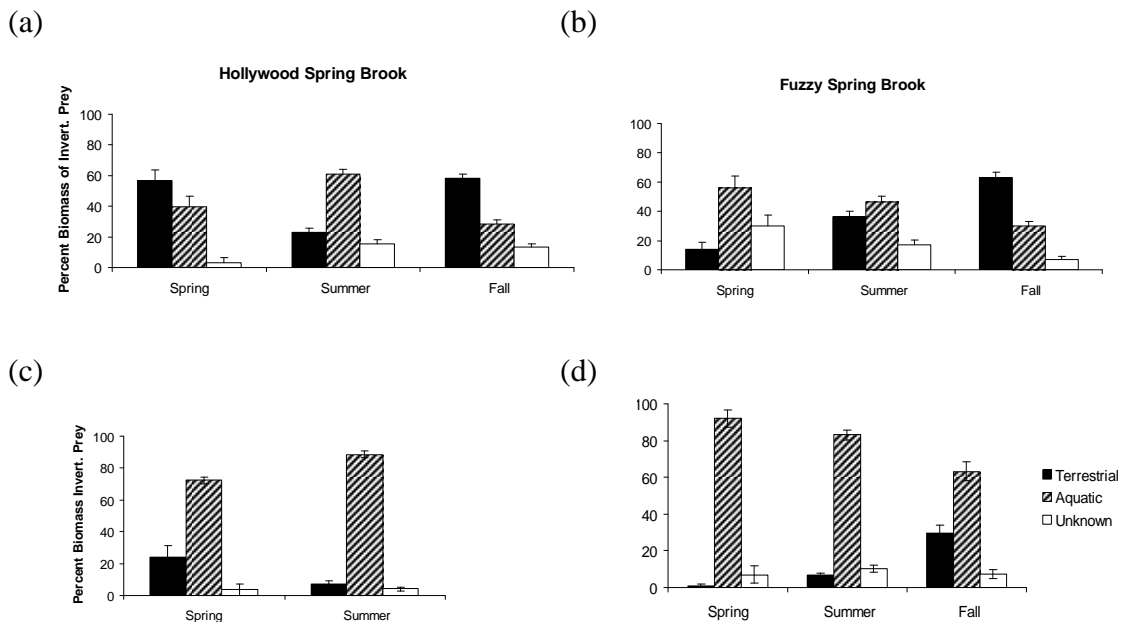 (a)
Hollywood Spring Brook
Percent Biomass of Invert. Prey
100
80
60
40
20
0
Spring Summer Fall
(b)
Fuzzy Spring Brook
100
80
60
40
20
0
Spring Summer Fall
(c)
Percent Biomass Invert. Prey
100
80
60
40
20
0
Spring Summer
(d)
100
80
60
40
20
0
Spring Summer Fall
Terrestrial
Aquatic
Unknown